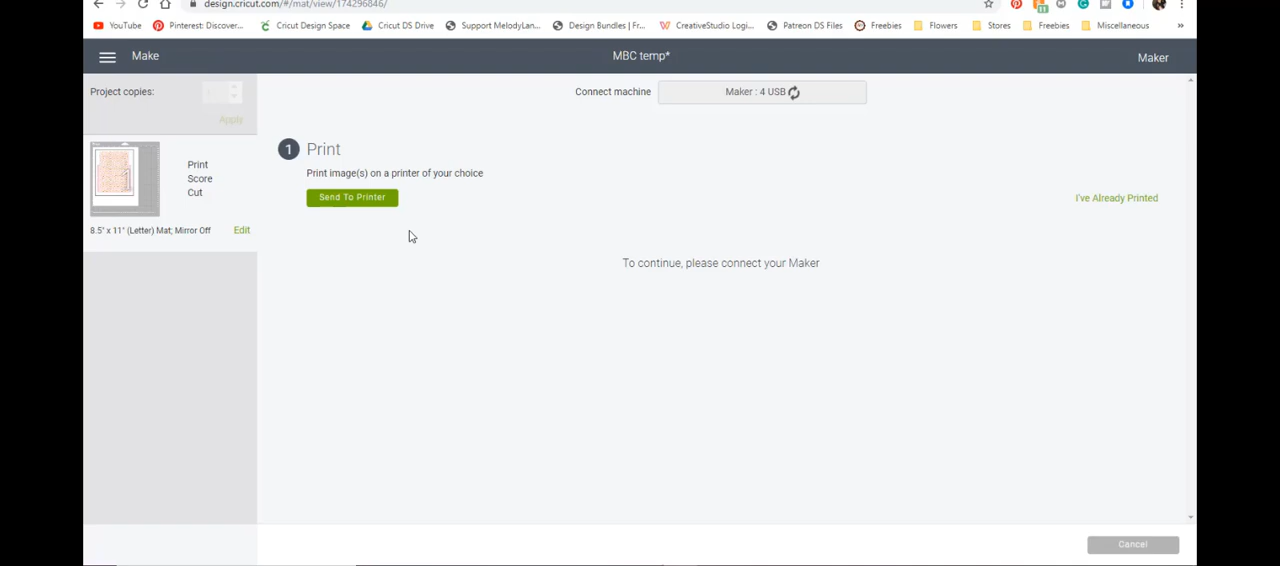 design.cricut.com/#/mat/view/174296846/
YouTube Pinterest: Discover... Cricut Design Space Cricut DS Drive Support MelodyLan... Design Bundles | Fr... CreativeStudio Logi... Patreon DS Files Freebies Flowers Stores Freebies Miscellaneous »
Make MBC temp* Maker
Project copies:
Apply
Connect machine Maker : 4 USB
1 Print
Print image(s) on a printer of your choice
Send To Printer
I've Already Printed
Print
Score
Cut
8.5" x 11" (Letter) Mat; Mirror Off Edit
To continue, please connect your Maker
Cancel